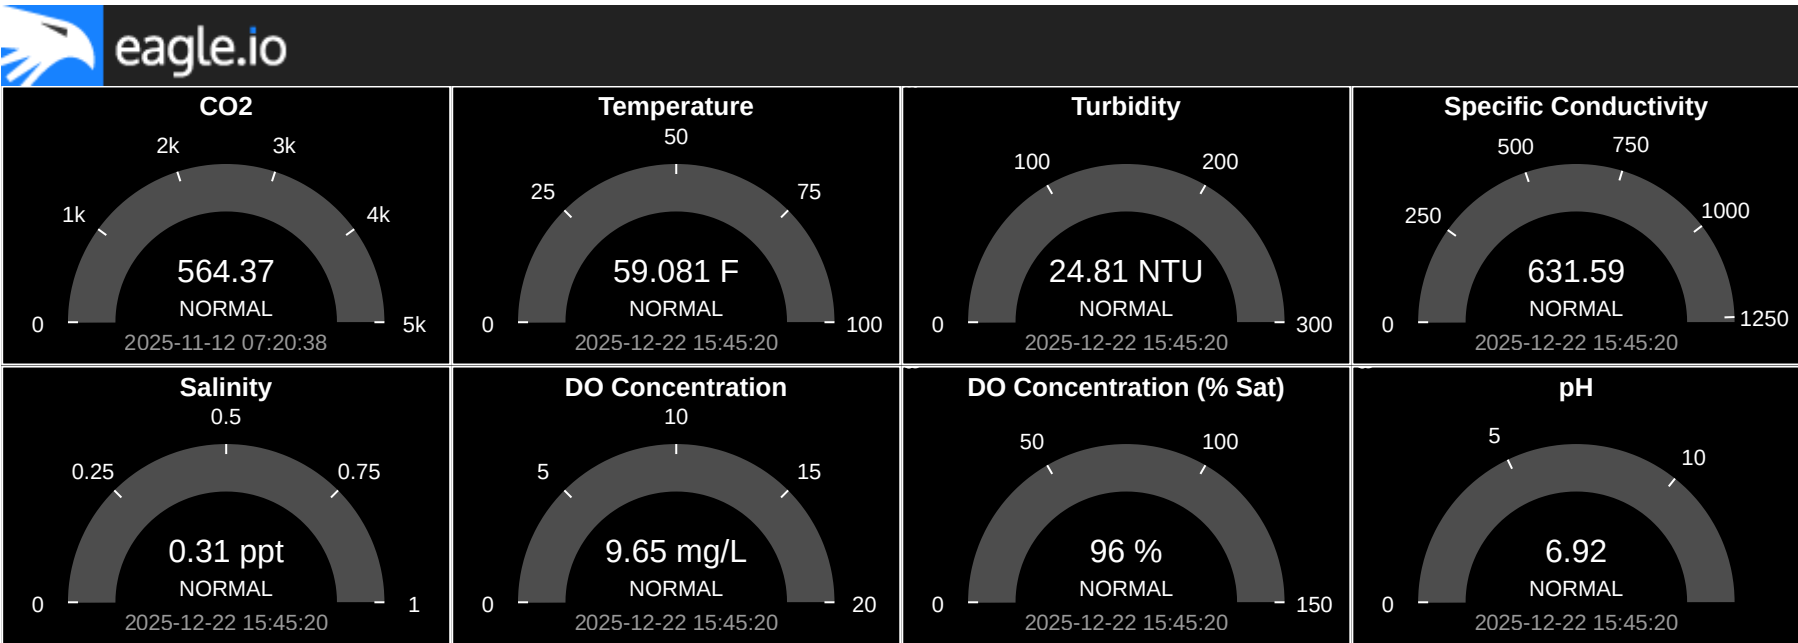 eagle.io
CO2
2k
3k
1k
4k
564.37
NORMAL
0
5k
2025-11-12 07:20:38
Temperature
50
25
75
59.081 F
NORMAL
0
100
2025-12-22 15:45:20
Turbidity
100
200
24.81 NTU
NORMAL
0
300
2025-12-22 15:45:20
Specific Conductivity
500
750
250
1000
631.59
NORMAL
0
1250
2025-12-22 15:45:20
Salinity
0.5
0.25
0.75
0.31 ppt
NORMAL
0
1
2025-12-22 15:45:20
DO Concentration
10
5
15
9.65 mg/L
NORMAL
0
20
2025-12-22 15:45:20
DO Concentration (% Sat)
50
100
96 %
NORMAL
0
150
2025-12-22 15:45:20
pH
5
10
6.92
NORMAL
0
2025-12-22 15:45:20